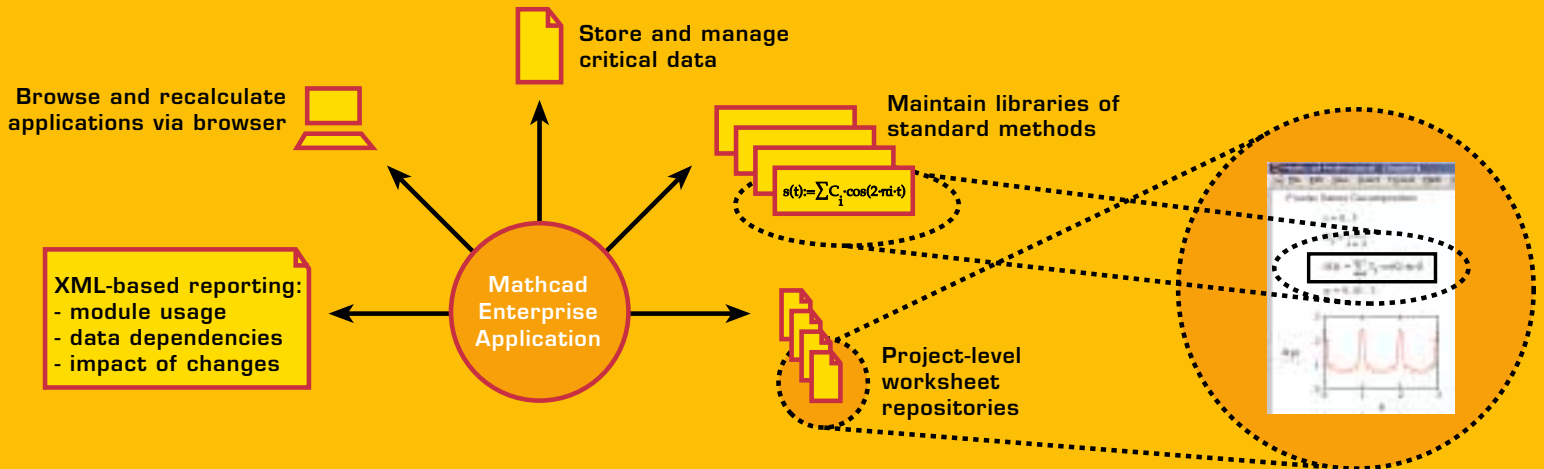 Store and manage
critical data
Browse and recalculate
applications via browser
Maintain libraries of
standard methods
s(t):=∑C_i·cos(2·πi·t)
XML-based reporting:
- module usage
- data dependencies
- impact of changes
Mathcad
Enterprise
Application
Project-level
worksheet
repositories